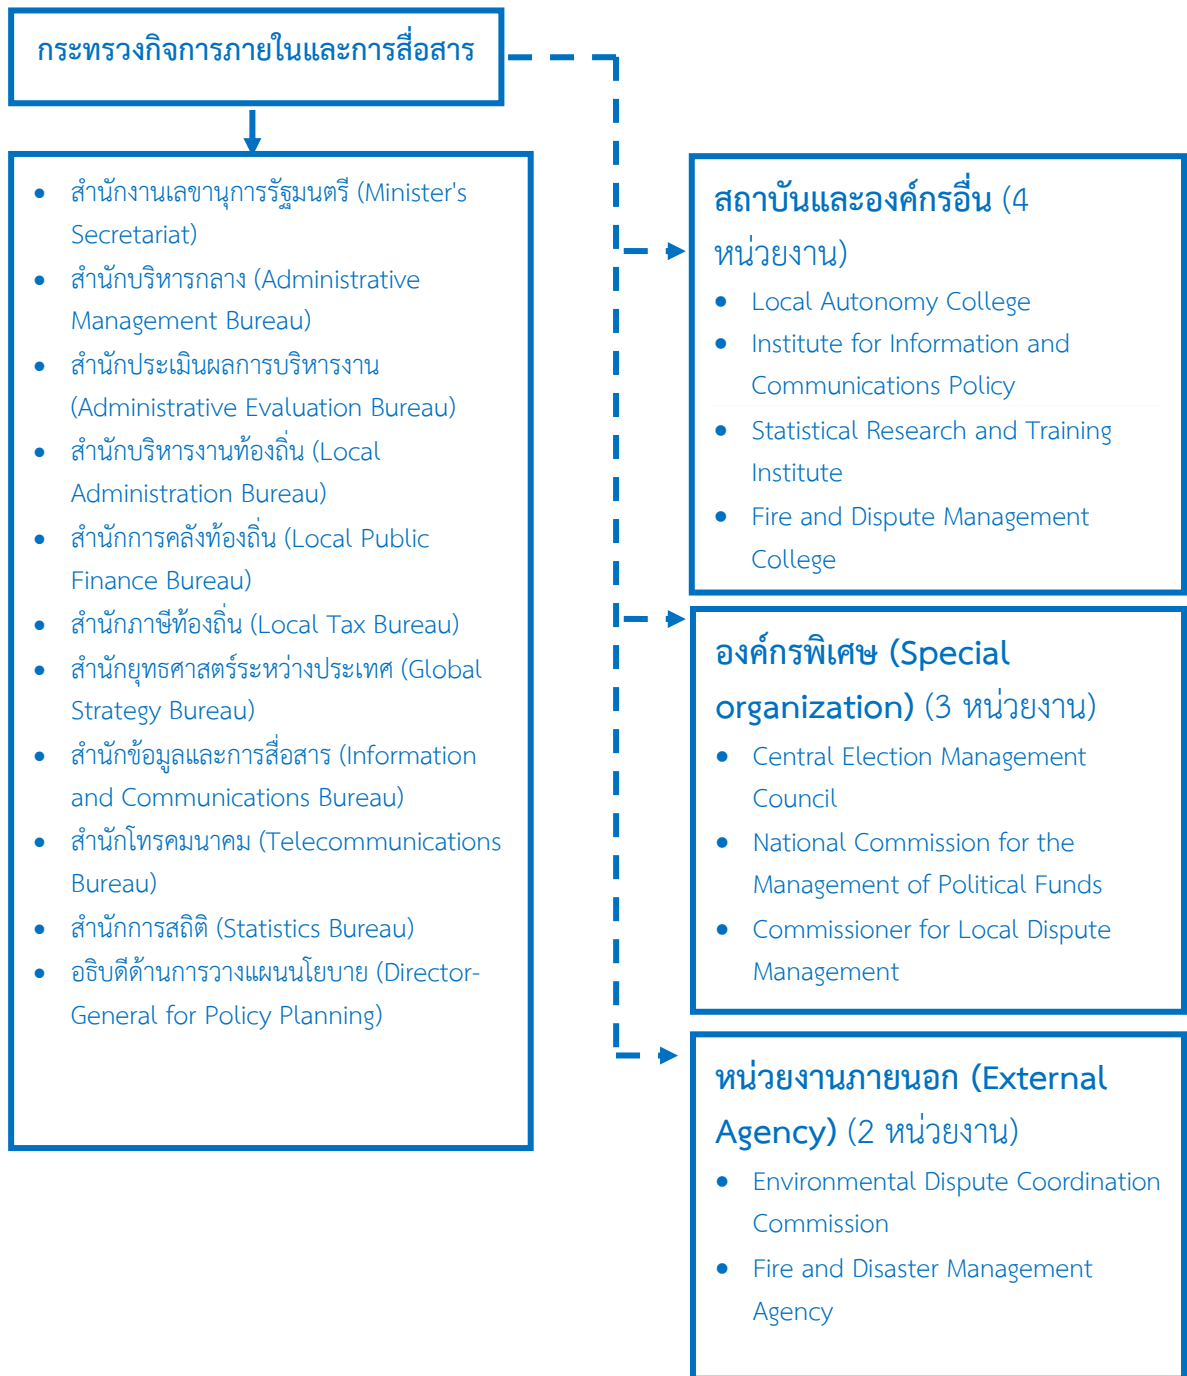 กระทรวงกิจการภายในและการสื่อสาร
• สำนักงานเลขานุการรัฐมนตรี (Minister's
Secretariat)
• สำนักบริหารกลาง (Administrative
Management Bureau)
• สำนักประเมินผลการบริหารงาน
(Administrative Evaluation Bureau)
• สำนักบริหารงานท้องถิ่น (Local
Administration Bureau)
• สำนักการคลังท้องถิ่น (Local Public
Finance Bureau)
• สำนักภาษีท้องถิ่น (Local Tax Bureau)
• สำนักยุทธศาสตร์ระหว่างประเทศ (Global
Strategy Bureau)
• สำนักข้อมูลและการสื่อสาร (Information
and Communications Bureau)
• สำนักโทรคมนาคม (Telecommunications
Bureau)
• สำนักการสถิติ (Statistics Bureau)
• อธิบดีด้านการวางแผนนโยบาย (Director-
General for Policy Planning)
สถาบันและองค์กรอื่น (4
หน่วยงาน)
• Local Autonomy College
• Institute for Information and
Communications Policy
• Statistical Research and Training
Institute
• Fire and Dispute Management
College
องค์กรพิเศษ (Special
organization) (3 หน่วยงาน)
• Central Election Management
Council
• National Commission for the
Management of Political Funds
• Commissioner for Local Dispute
Management
หน่วยงานภายนอก (External
Agency) (2 หน่วยงาน)
• Environmental Dispute Coordination
Commission
• Fire and Disaster Management
Agency